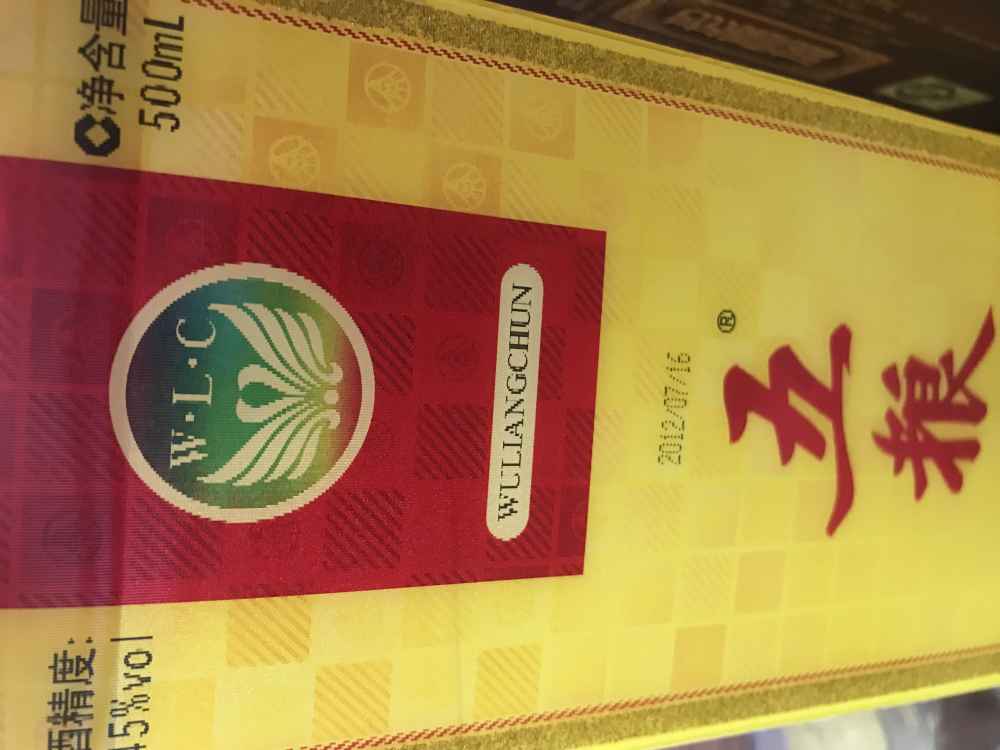 酒精度:
45%vol
净含量
500mL
W·L·C
WULIANGCHUN
2012/07/16
®
五
粮